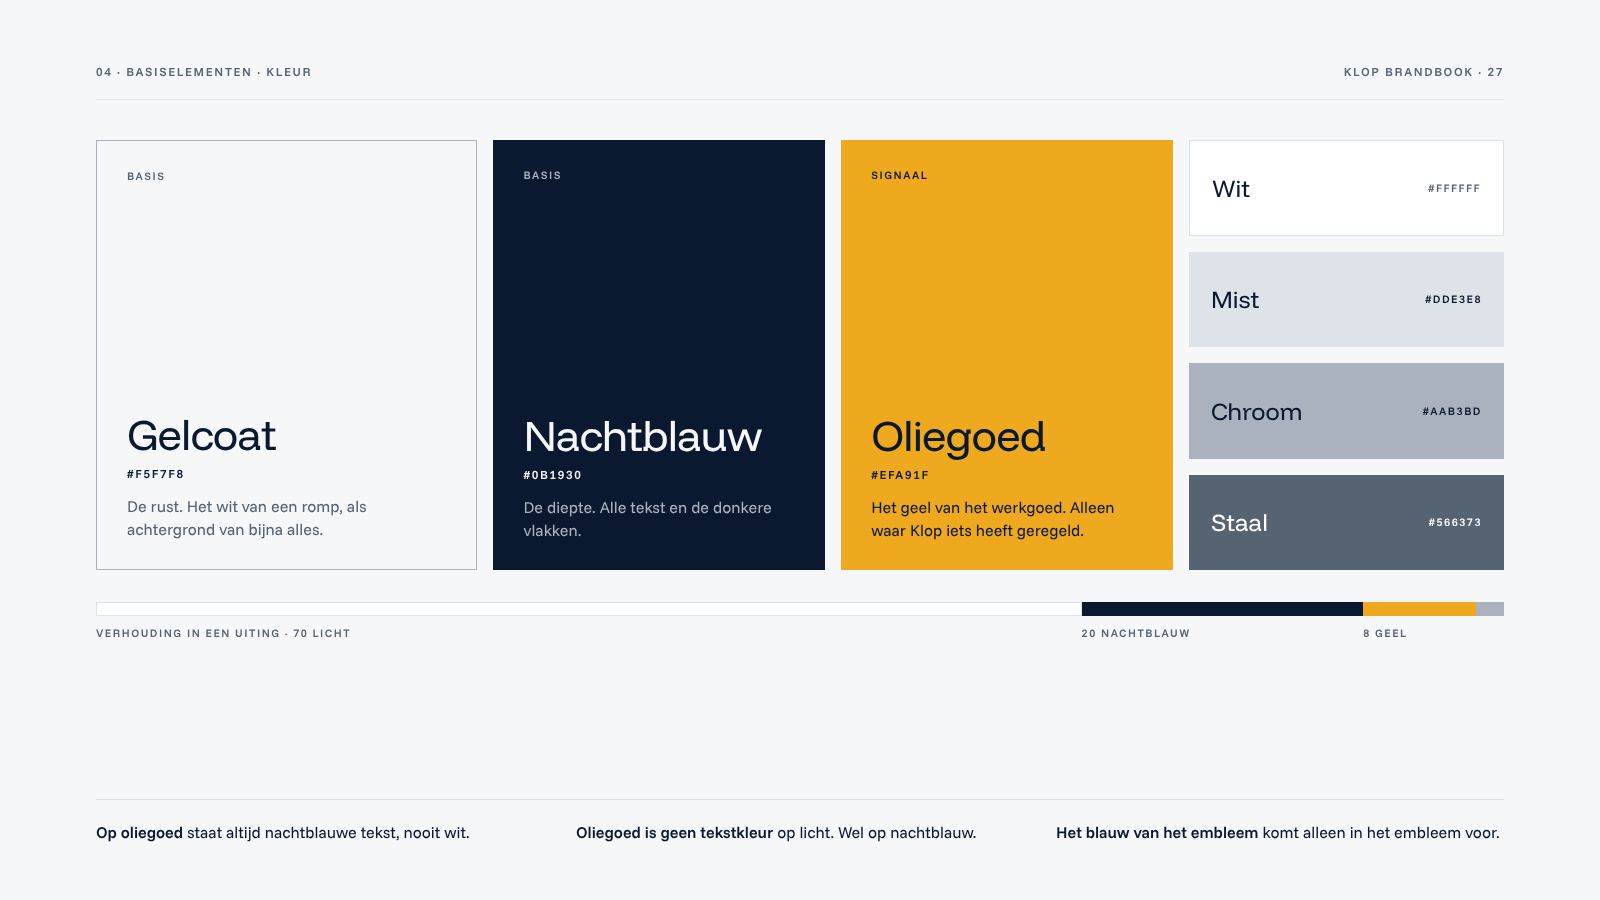 04 · BASISELEMENTEN · KLEUR
KLOP BRANDBOOK · 27
BASIS
Gelcoat
#F5F7F8
De rust. Het wit van een romp, als
achtergrond van bijna alles.
BASIS
Nachtblauw
#0B1930
De diepte. Alle tekst en de donkere
vlakken.
SIGNAAL
Oliegoed
#EFA91F
Het geel van het werkgoed. Alleen
waar Klop iets heeft geregeld.
Wit
#FFFFFF
Mist
#DDE3E8
Chroom
#AAB3BD
Staal
#566373
VERHOUDING IN EEN UITING · 70 LICHT
20 NACHTBLAUW
8 GEEL
Op oliegoed staat altijd nachtblauwe tekst, nooit wit.
Oliegoed is geen tekstkleur op licht. Wel op nachtblauw.
Het blauw van het embleem komt alleen in het embleem voor.